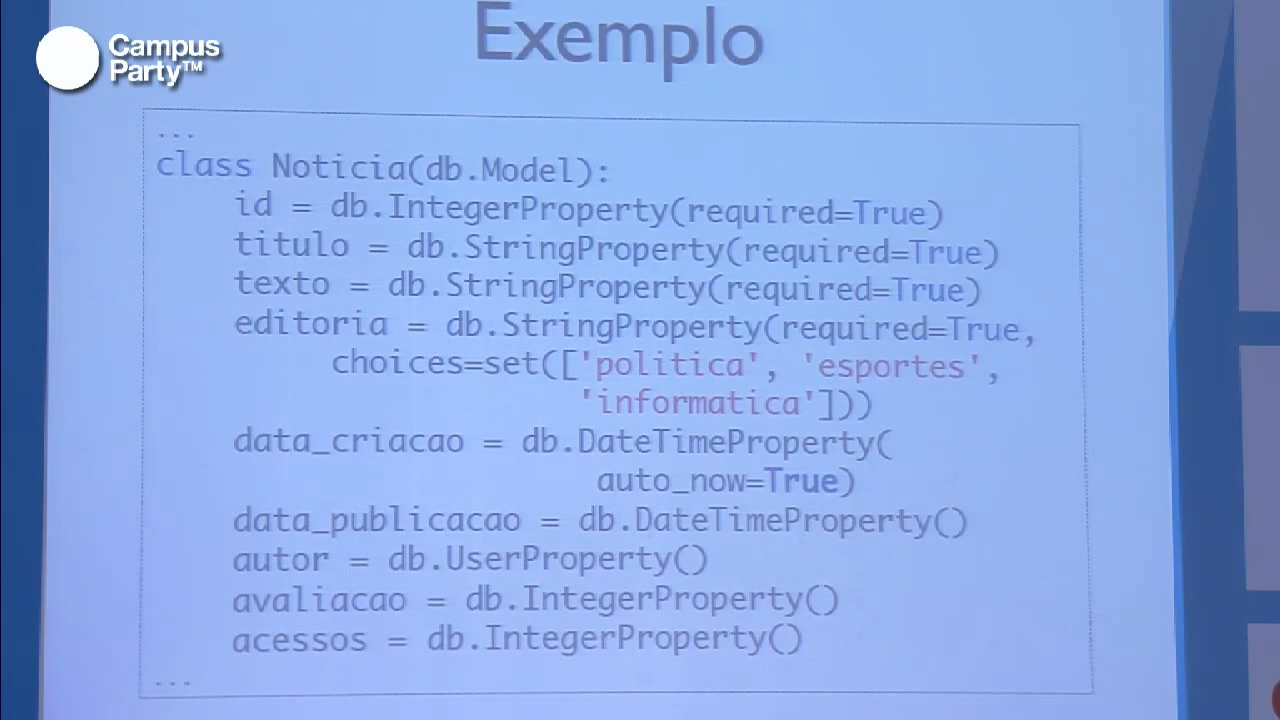 Campus
Party™
Exemplo
...
class Noticia(db.Model):
    id = db.IntegerProperty(required=True)
    titulo = db.StringProperty(required=True)
    texto = db.StringProperty(required=True)
    editoria = db.StringProperty(required=True,
         choices=set(['politica', 'esportes',
                      'informatica']))
    data_criacao = db.DateTimeProperty(
                       auto_now=True)
    data_publicacao = db.DateTimeProperty()
    autor = db.UserProperty()
    avaliacao = db.IntegerProperty()
    acessos = db.IntegerProperty()
...